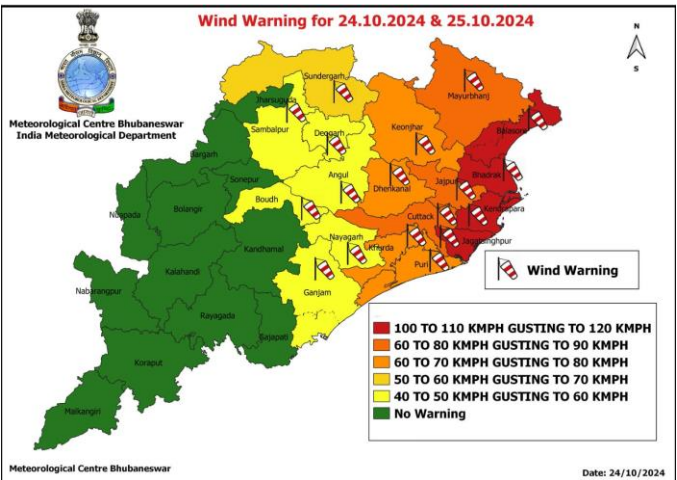 Wind Warning for 24.10.2024 & 25.10.2024
N
S
Meteorological Centre Bhubaneswar
India Meteorological Department
Sundergarh
Mayurbhanj
Jharsuguda
Balasore
Sambalpur
Deogarh
Keonjhar
Bargarh
Bhadrak
Sonepur
Angul
Dhenkanal
Jajpur
Nuapada
Bolangir
Boudh
Cuttack
Kendrapara
Nayagarh
Khurda
Jagatsinghpur
Kandhamal
Puri
Kalahandi
Ganjam
Nabarangpur
Rayagada
Gajapati
Koraput
Malkangiri
Wind Warning
100 TO 110 KMPH GUSTING TO 120 KMPH
60 TO 80 KMPH GUSTING TO 90 KMPH
60 TO 70 KMPH GUSTING TO 80 KMPH
50 TO 60 KMPH GUSTING TO 70 KMPH
40 TO 50 KMPH GUSTING TO 60 KMPH
No Warning
Meteorological Centre Bhubaneswar
Date: 24/10/2024